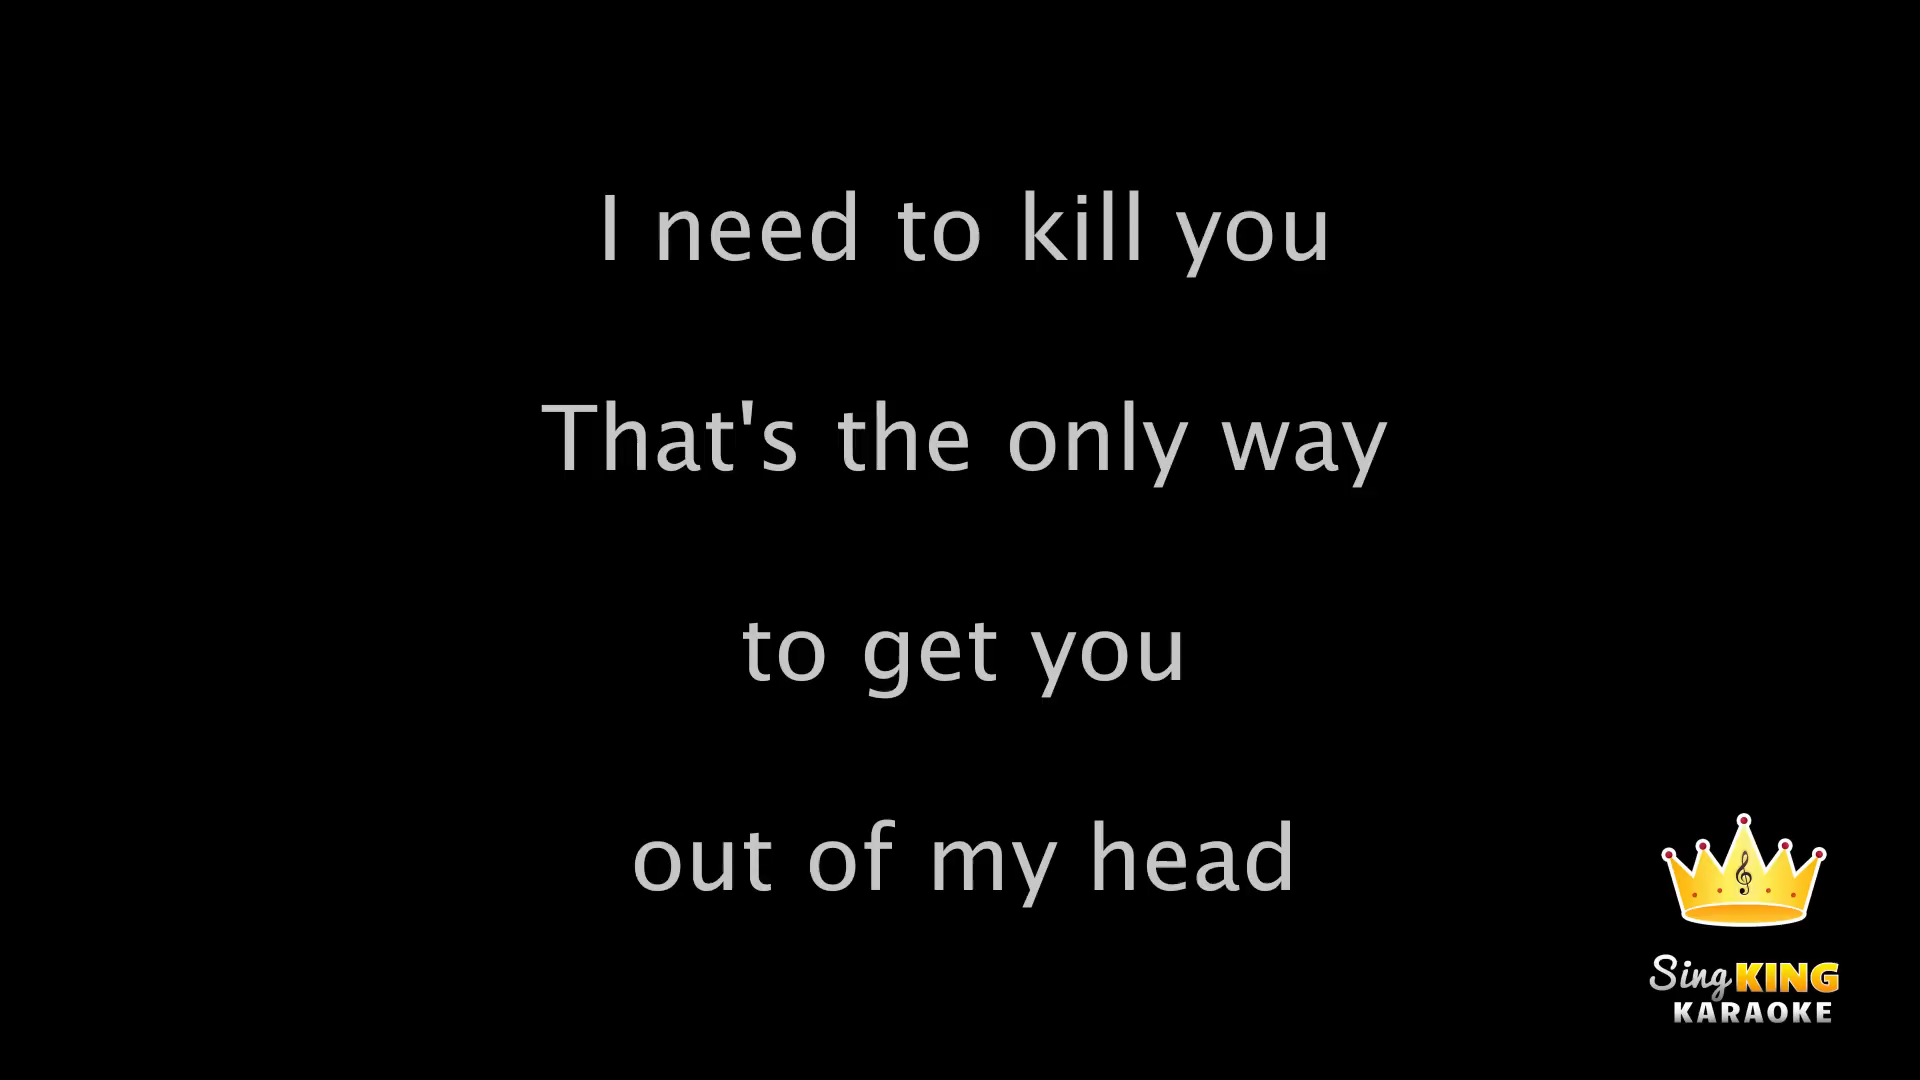 I need to kill you
That's the only way
to get you
out of my head
Sing KING
KARAOKE